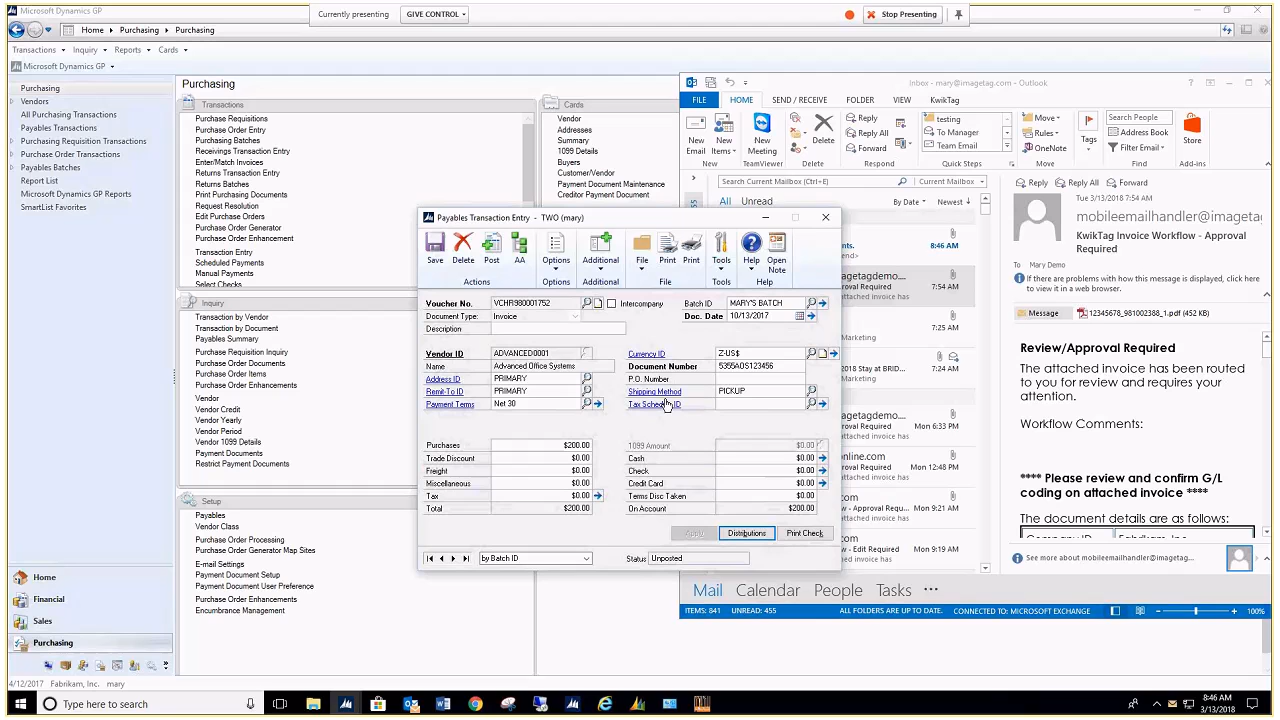 Microsoft Dynamics GP
Currently presenting
GIVE CONTROL
Stop Presenting
Home
Purchasing
Purchasing
Transactions
Inquiry
Reports
Cards
Microsoft Dynamics GP
Purchasing
Vendors
All Purchasing Transactions
Payables Transactions
Purchasing Requisition Transactions
Purchase Order Transactions
Payables Batches
Report List
Microsoft Dynamics GP Reports
SmartList Favorites
Home
Financial
Sales
Purchasing
Purchasing
Transactions
Purchase Requisitions
Purchase Order Entry
Purchasing Batches
Receivings Transaction Entry
Enter/Match Invoices
Returns Transaction Entry
Returns Batches
Print Purchasing Documents
Request Resolution
Edit Purchase Orders
Purchase Order Generator
Purchase Order Enhancements
Transaction Entry
Scheduled Payments
Manual Payments
Select Checks
Inquiry
Transaction by Vendor
Transaction by Document
Payables Summary
Purchase Requisition Inquiry
Purchase Order Documents
Purchase Order Items
Purchase Order Enhancements
Vendor
Vendor Credit
Vendor Yearly
Vendor Period
Vendor 1099 Details
Payment Documents
Restrict Payment Documents
Setup
Payables
Vendor Class
Purchase Order Processing
Purchase Order Generator Map Sites
E-mail Settings
Payment Document Setup
Payment Document User Preference
Purchase Order Enhancements
Encumbrance Management
Cards
Vendor
Addresses
Summary
1099 Details
Buyers
Customer/Vendor
Payment Document Maintenance
Creditor Payment Document
Inbox - mary@imagetag.com - Outlook
FILE
HOME
SEND / RECEIVE
FOLDER
VIEW
KwikTag
New Email
New Items
New
New Meeting
TeamViewer
Delete
Delete
Reply
Reply All
Forward
Respond
testing
To Manager
Team Email
Quick Steps
Move
Rules
OneNote
Move
Tags
Search People
Address Book
Filter Email
Find
Store
Add-ins
Search Current Mailbox (Ctrl+E)
Current Mailbox
All
Unread
By Date
Newest
8:46 AM
7:54 AM
7:25 AM
Mon 6:33 PM
Mon 12:48 PM
Mon 9:21 AM
Mon 9:19 AM
Reply
Reply All
Forward
Tue 3/13/2018 7:54 AM
mobileemailhandler@imagetag
KwikTag Invoice Workflow - Approval Required
To
Mary Demo
If there are problems with how this message is displayed, click here to view it in a web browser.
Message
12345678_981002388_1.pdf (452 KB)
Review/Approval Required
The attached invoice has been routed
to you for review and requires your
attention.
Workflow Comments:
**** Please review and confirm G/L
coding on attached invoice ****
The document details are as follows:
See more about mobileemailhandler@imagetag....
Mail
Calendar
People
Tasks
ITEMS: 841
UNREAD: 455
ALL FOLDERS ARE UP TO DATE.
CONNECTED TO: MICROSOFT EXCHANGE
100%
Payables Transaction Entry - TWO (mary)
Save
Delete
Post
AA
Actions
Options
Options
Additional
Additional
File
Print
Print
File
Tools
Tools
Help
Open Note
Help
Voucher No.
VCHR980001752
Intercompany
Batch ID
MARY'S BATCH
Document Type:
Invoice
Doc. Date
10/13/2017
Description
Vendor ID
ADVANCED0001
Currency ID
Z-US$
Name
Advanced Office Systems
Document Number
5355AOS123456
Address ID
PRIMARY
P.O. Number
Remit-To ID
PRIMARY
Shipping Method
PICKUP
Payment Terms
Net 30
Tax Schedule ID
Purchases
$200.00
1099 Amount
$0.00
Trade Discount
$0.00
Cash
$0.00
Freight
$0.00
Check
$0.00
Miscellaneous
$0.00
Credit Card
$0.00
Tax
$0.00
Terms Disc Taken
$0.00
Total
$200.00
On Account
$200.00
Apply
Distributions
Print Check
by Batch ID
Status
Unposted
4/12/2017
Fabrikam, Inc.
mary
Type here to search
8:46 AM
3/13/2018